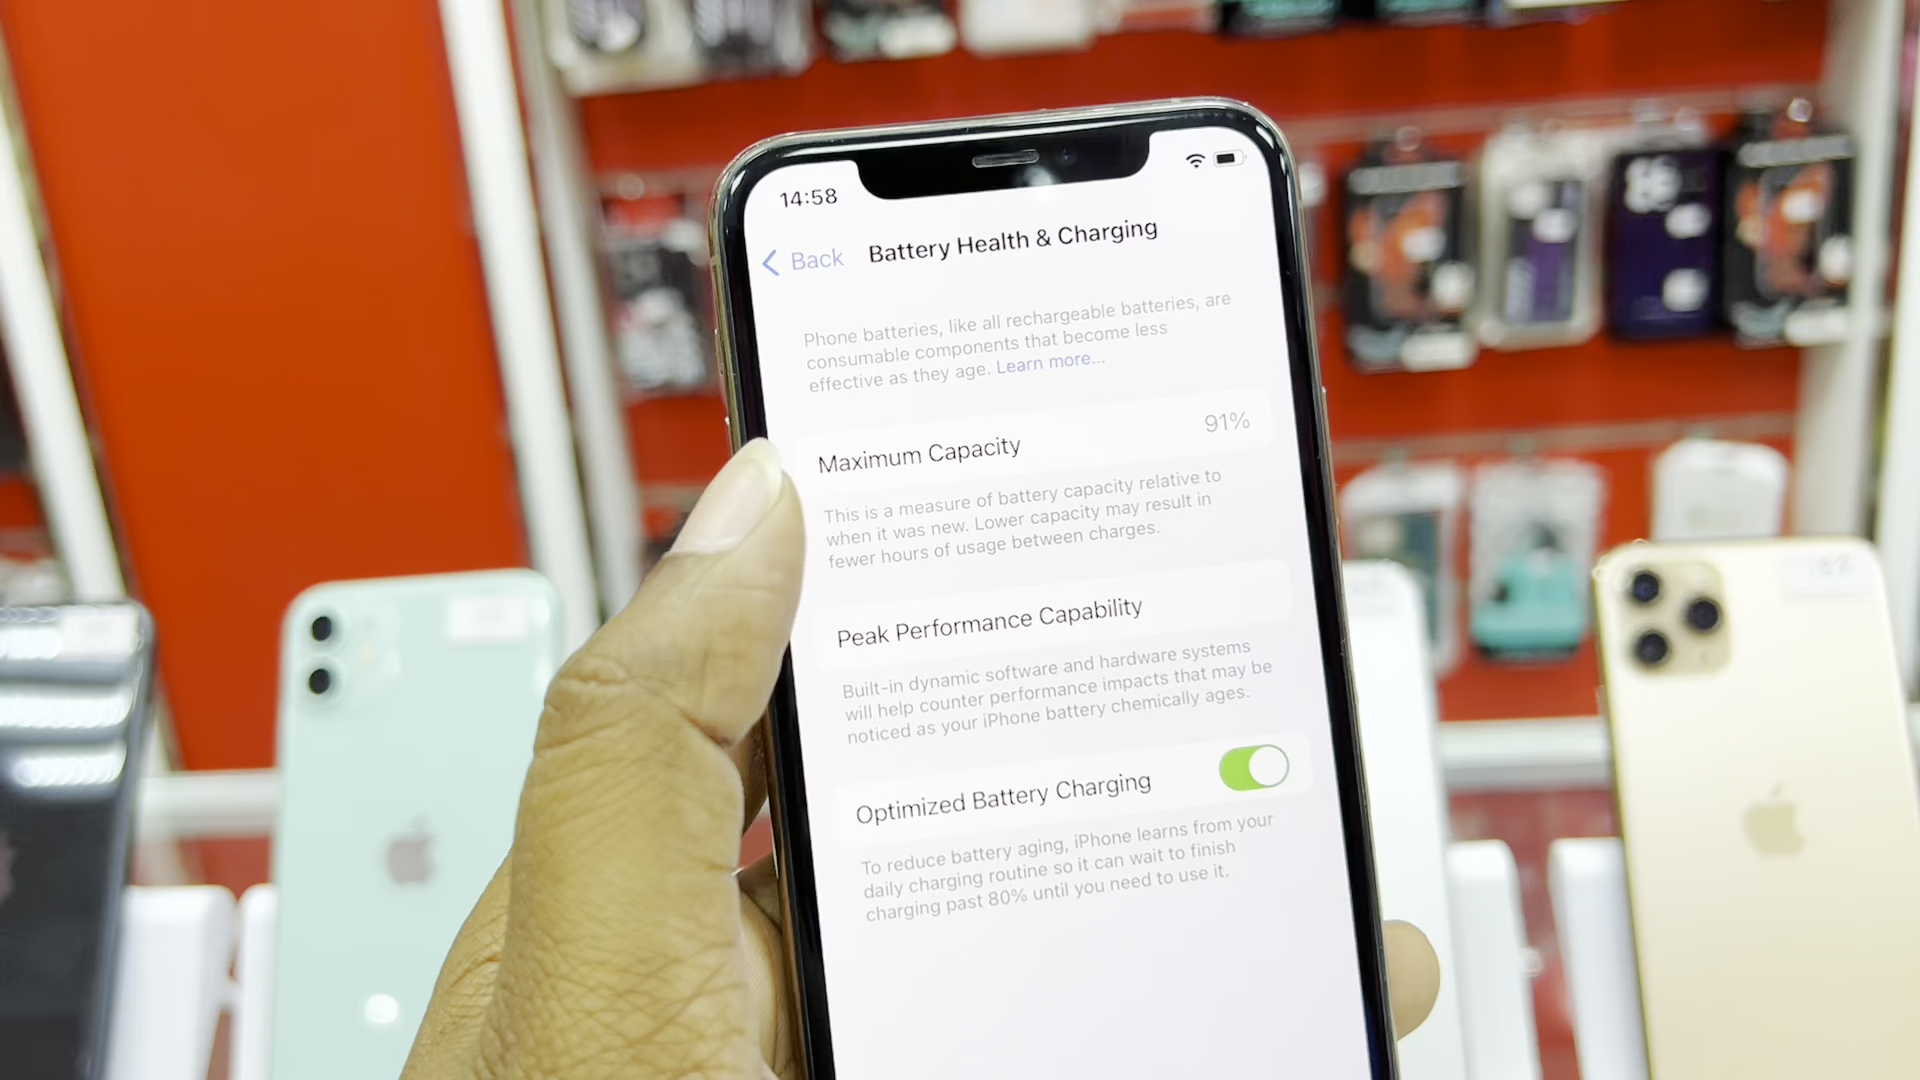 14:58
Back
Battery Health & Charging
Phone batteries, like all rechargeable batteries, are
consumable components that become less
effective as they age. Learn more...
Maximum Capacity
91%
This is a measure of battery capacity relative to
when it was new. Lower capacity may result in
fewer hours of usage between charges.
Peak Performance Capability
Built-in dynamic software and hardware systems
will help counter performance impacts that may be
noticed as your iPhone battery chemically ages.
Optimized Battery Charging
To reduce battery aging, iPhone learns from your
daily charging routine so it can wait to finish
charging past 80% until you need to use it.